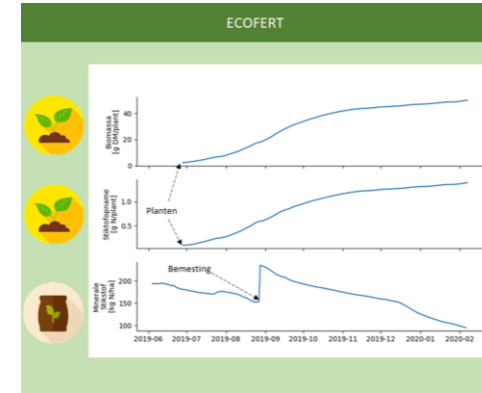 ECOFERT
Biomassa
[g DM/plant]
40
20
0
Stikstofopname
[g N/plant]
1.0
0.5
Planten
Minerale
Stikstof
[kg N/ha]
200
150
100
Bemesting
2019-06 2019-07 2019-08 2019-09 2019-10 2019-11 2019-12 2020-01 2020-02